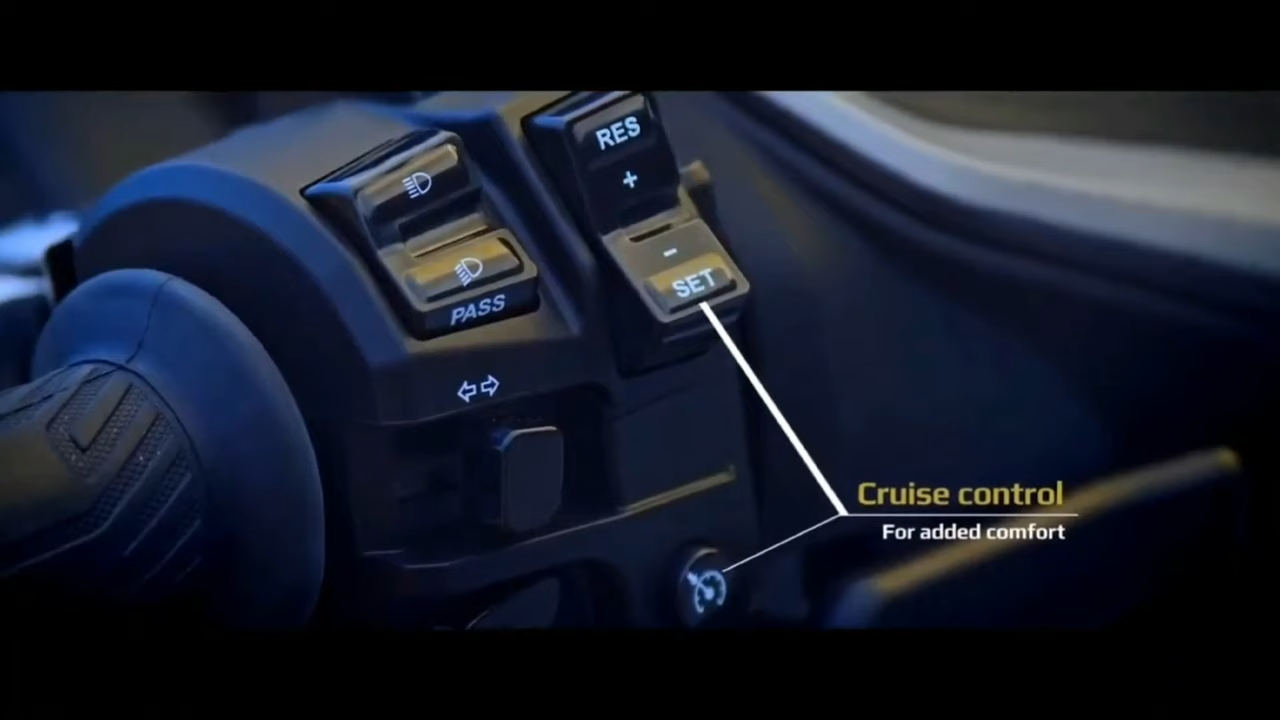 RES
+
-
SET
PASS
Cruise control
For added comfort